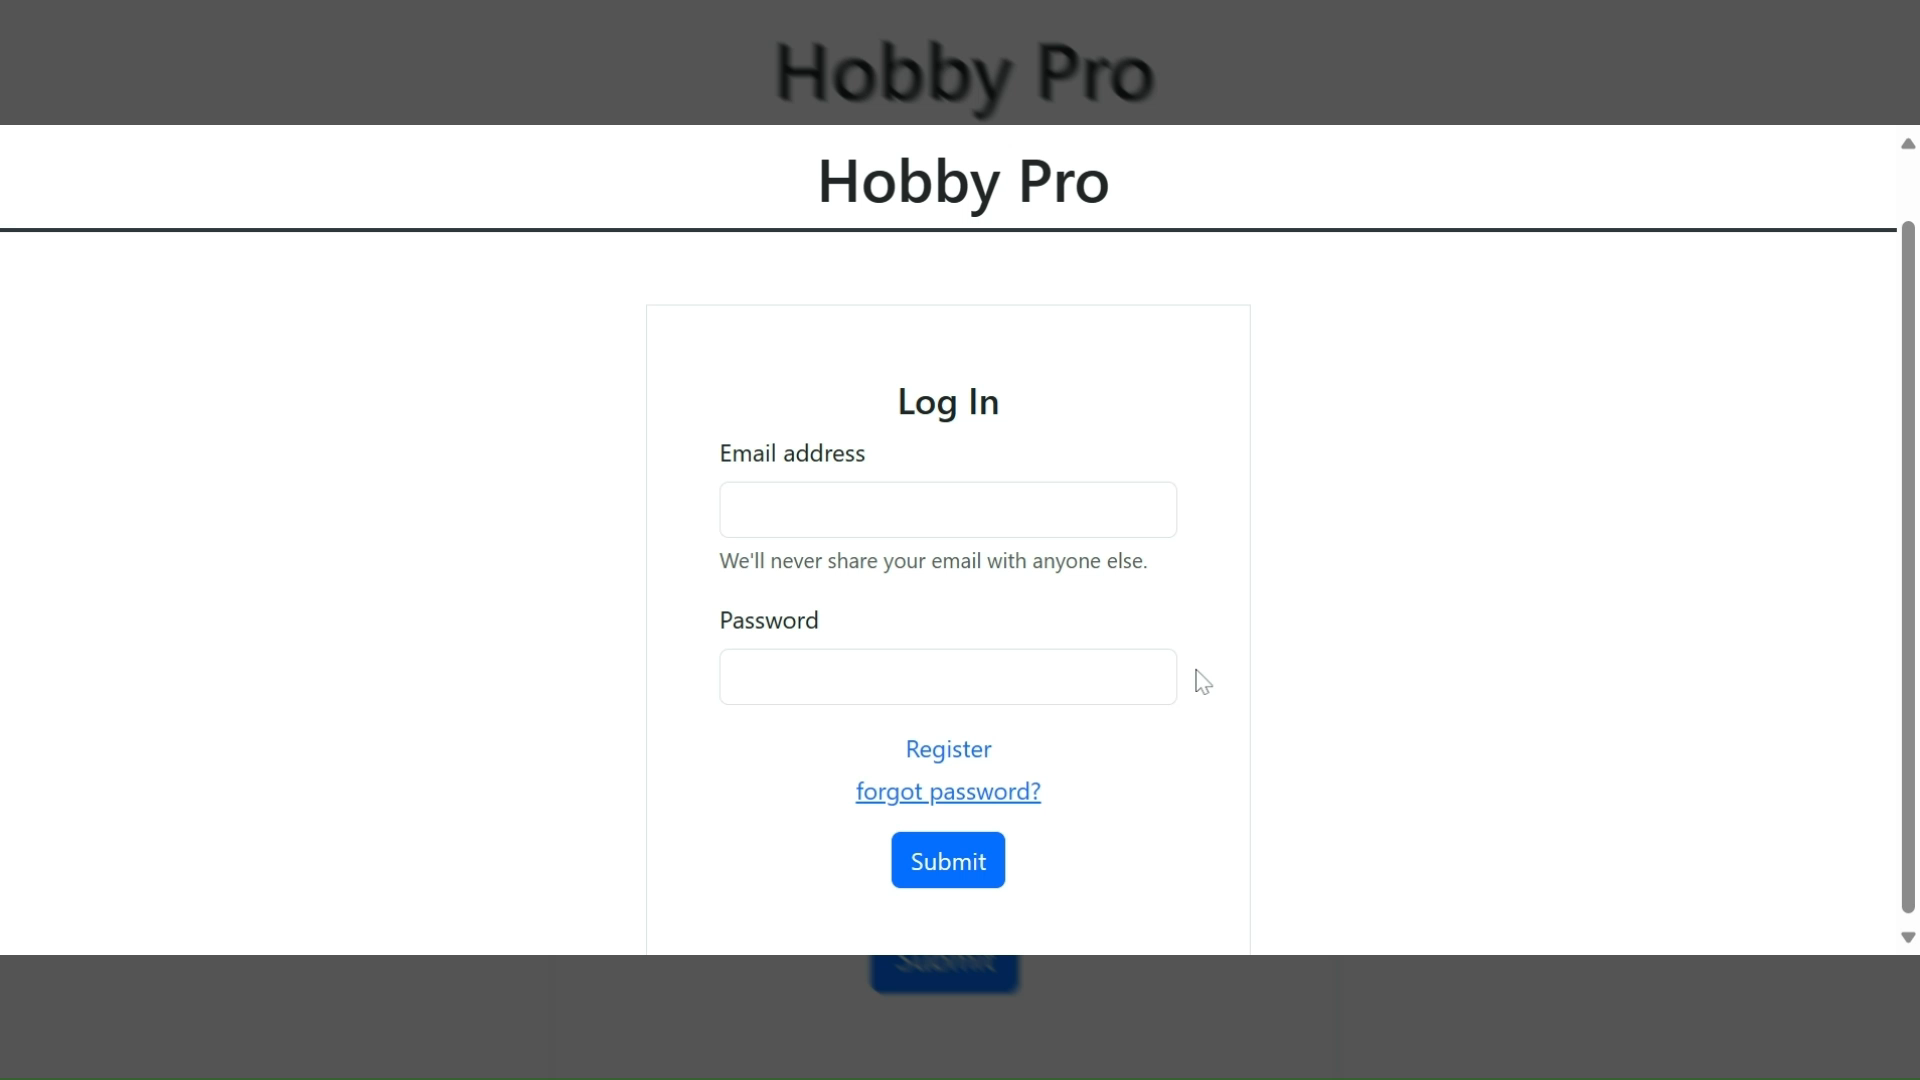 Hobby Pro
Hobby Pro
Log In
Email address
We'll never share your email with anyone else.
Password
Register
forgot password?
Submit
Submit